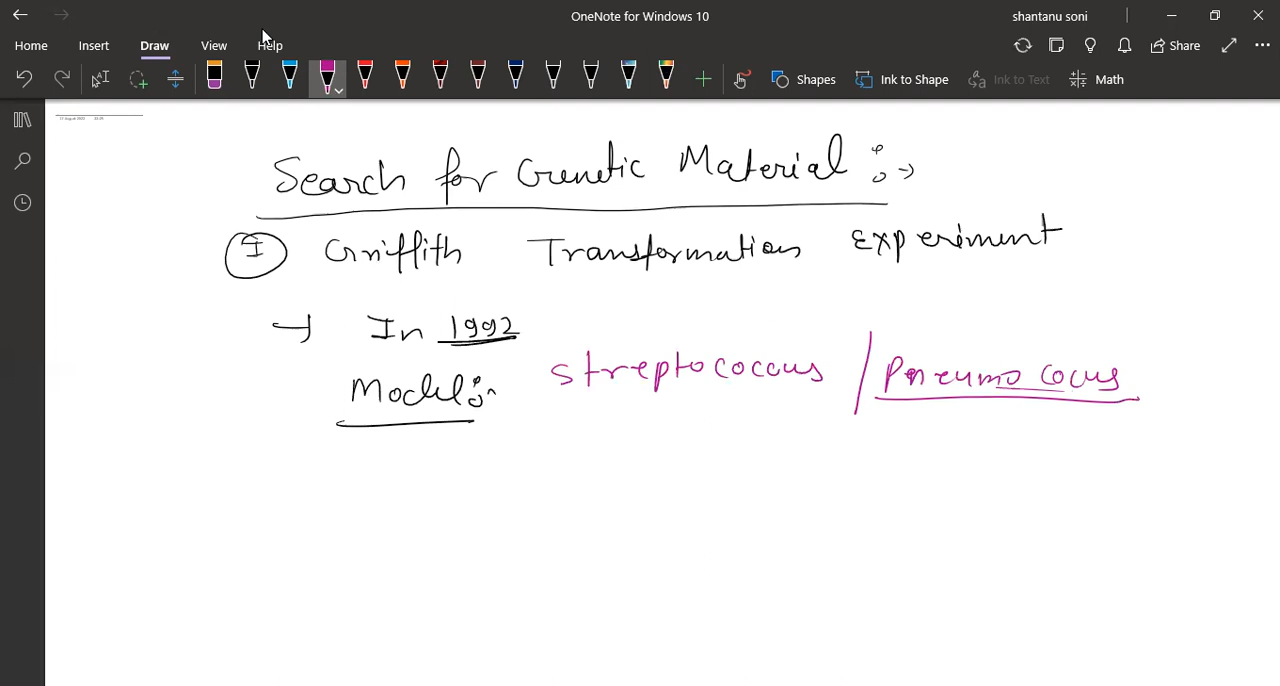 OneNote for Windows 10
shantanu soni
Home Insert Draw View Help
Share
Shapes Ink to Shape Ink to Text Math
Search for Genetic Material :→
I Griffith Transformation Experiment
→ In 1992
Model :- streptococcus / Pneumococus